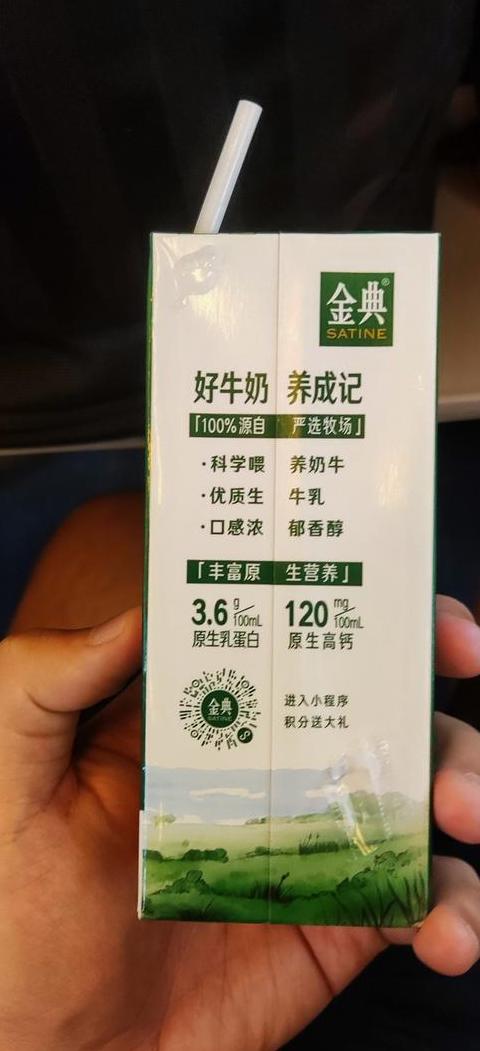 金典®
SATINE
好牛奶 养成记
「100%源自 严选牧场」
·科学喂 养奶牛
·优质生 牛乳
·口感浓 郁香醇
「丰富原 生营养」
3.6 g/100mL 120 mg/100mL
原生乳蛋白 原生高钙
金典
SATINE
进入小程序
积分送大礼